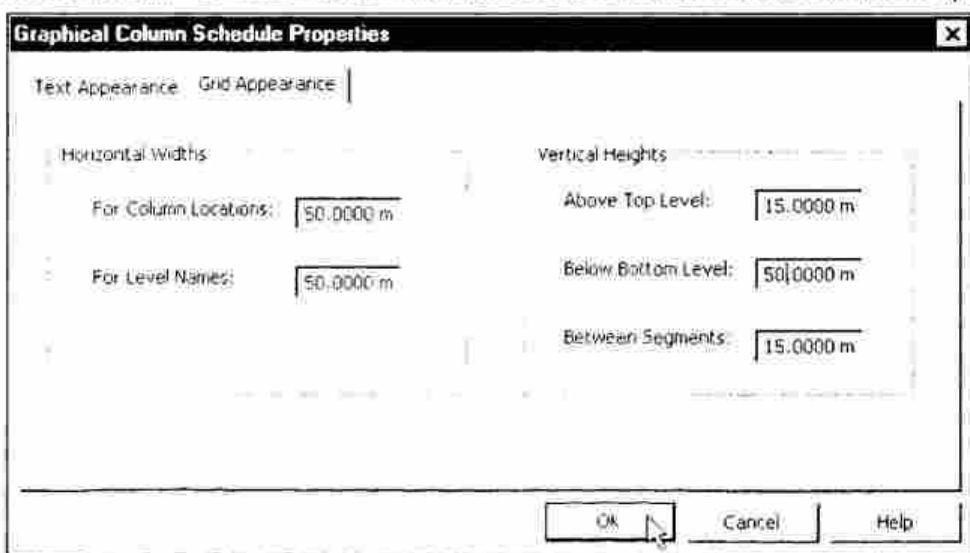 Graphical Column Schedule Properties
Text Appearance Grid Appearance
Horizontal Widths
For Column Locations: 50.0000 m
For Level Names: 50.0000 m
Vertical Heights
Above Top Level: 15.0000 m
Below Bottom Level: 50.0000 m
Between Segments: 15.0000 m
Ok Cancel Help